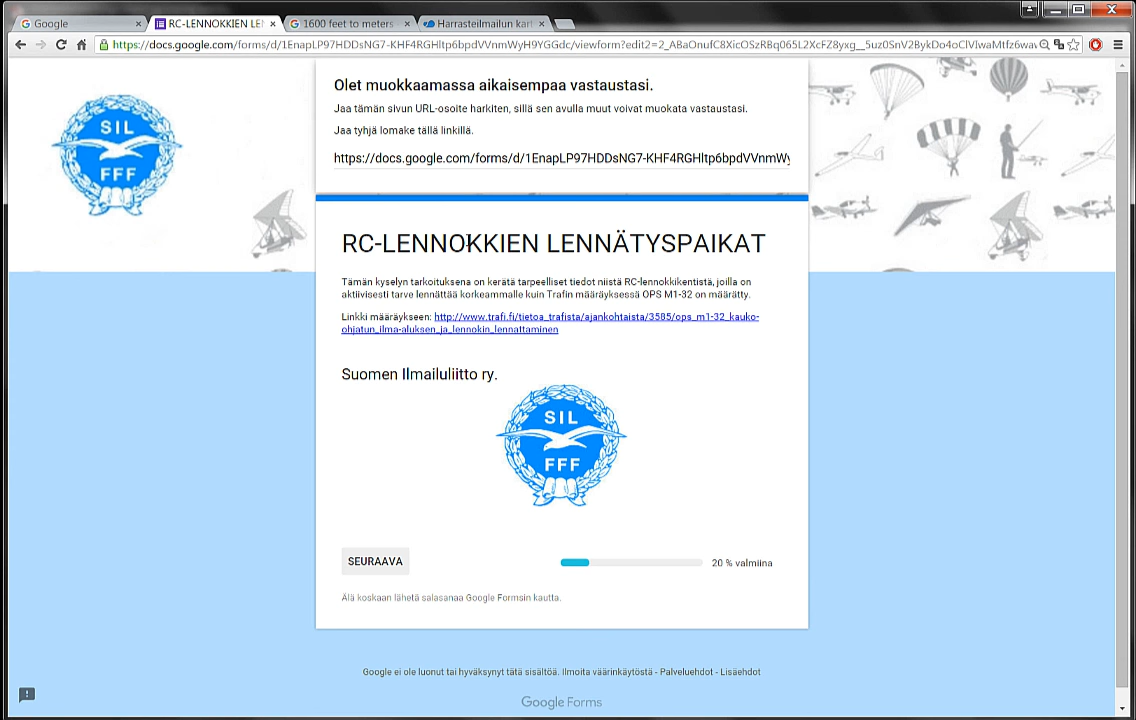 Google
RC-LENNOKKIEN LEN
1600 feet to meters
Harrasteilmailun kart
https://docs.google.com/forms/d/1EnapLP97HDDsNG7-KHF4RGHltp6bpdVVnmWyH9YGGdc/viewform?edit2=2_ABaOnufC8XicOSzRBq065L2XcFZ8yxg__5uz0SnV2BykDo4oClVIwaMtfz6wav
SIL
FFF
Olet muokkaamassa aikaisempaa vastaustasi.
Jaa tämän sivun URL-osoite harkiten, sillä sen avulla muut voivat muokata vastaustasi.
Jaa tyhjä lomake tällä linkillä.
https://docs.google.com/forms/d/1EnapLP97HDDsNG7-KHF4RGHltp6bpdVVnmWy
RC-LENNOKKIEN LENNÄTYSPAIKAT
Tämän kyselyn tarkoituksena on kerätä tarpeelliset tiedot niistä RC-lennokkikentistä, joilla on
aktiivisesti tarve lennättää korkeammalle kuin Trafin määräyksessä OPS M1-32 on määrätty.
Linkki määräykseen: http://www.trafi.fi/tietoa_trafista/ajankohtaista/3585/ops_m1-32_kauko-
ohjatun_ilma-aluksen_ja_lennokin_lennattaminen
Suomen Ilmailuliitto ry.
SIL
FFF
SEURAAVA
20 % valmiina
Älä koskaan lähetä salasanaa Google Formsin kautta.
Google ei ole luonut tai hyväksynyt tätä sisältöä. Ilmoita väärinkäytöstä - Palveluehdot - Lisäehdot
Google Forms